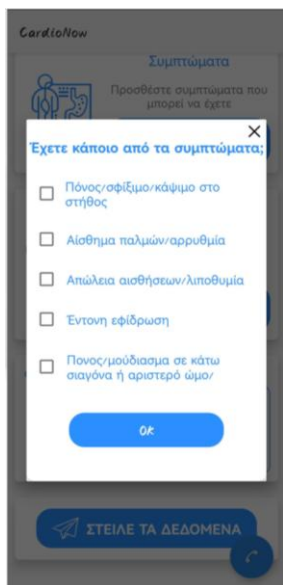 CardioNow
Συμπτώματα
Προσθέστε συμπτώματα που
μπορεί να έχετε
Έχετε κάποιο από τα συμπτώματα;
Πόνος/σφίξιμο/κάψιμο στο
στήθος
Αίσθημα παλμών/αρρυθμία
Απώλεια αισθήσεων/λιποθυμία
Έντονη εφίδρωση
Πονος/μούδιασμα σε κάτω
σιαγόνα ή αριστερό ώμο/
OK
ΣΤΕΙΛΕ ΤΑ ΔΕΔΟΜΕΝΑ